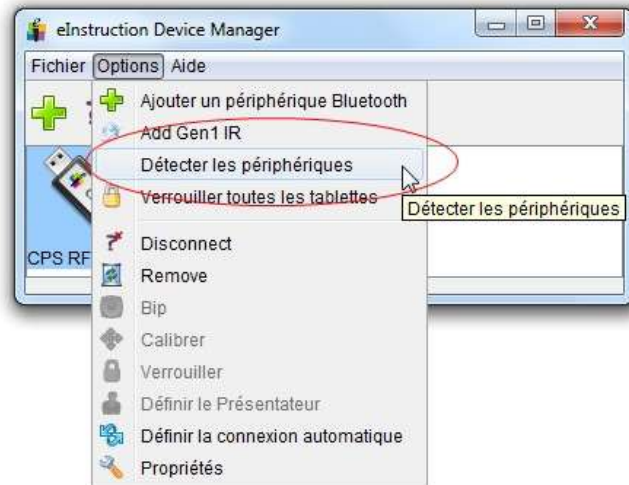 eInstruction Device Manager
Fichier Options Aide
Ajouter un périphérique Bluetooth
Add Gen1 IR
Détecter les périphériques
Verrouiller toutes les tablettes
Détecter les périphériques
CPS RF
Disconnect
Remove
Bip
Calibrer
Verrouiller
Définir le Présentateur
Définir la connexion automatique
Propriétés